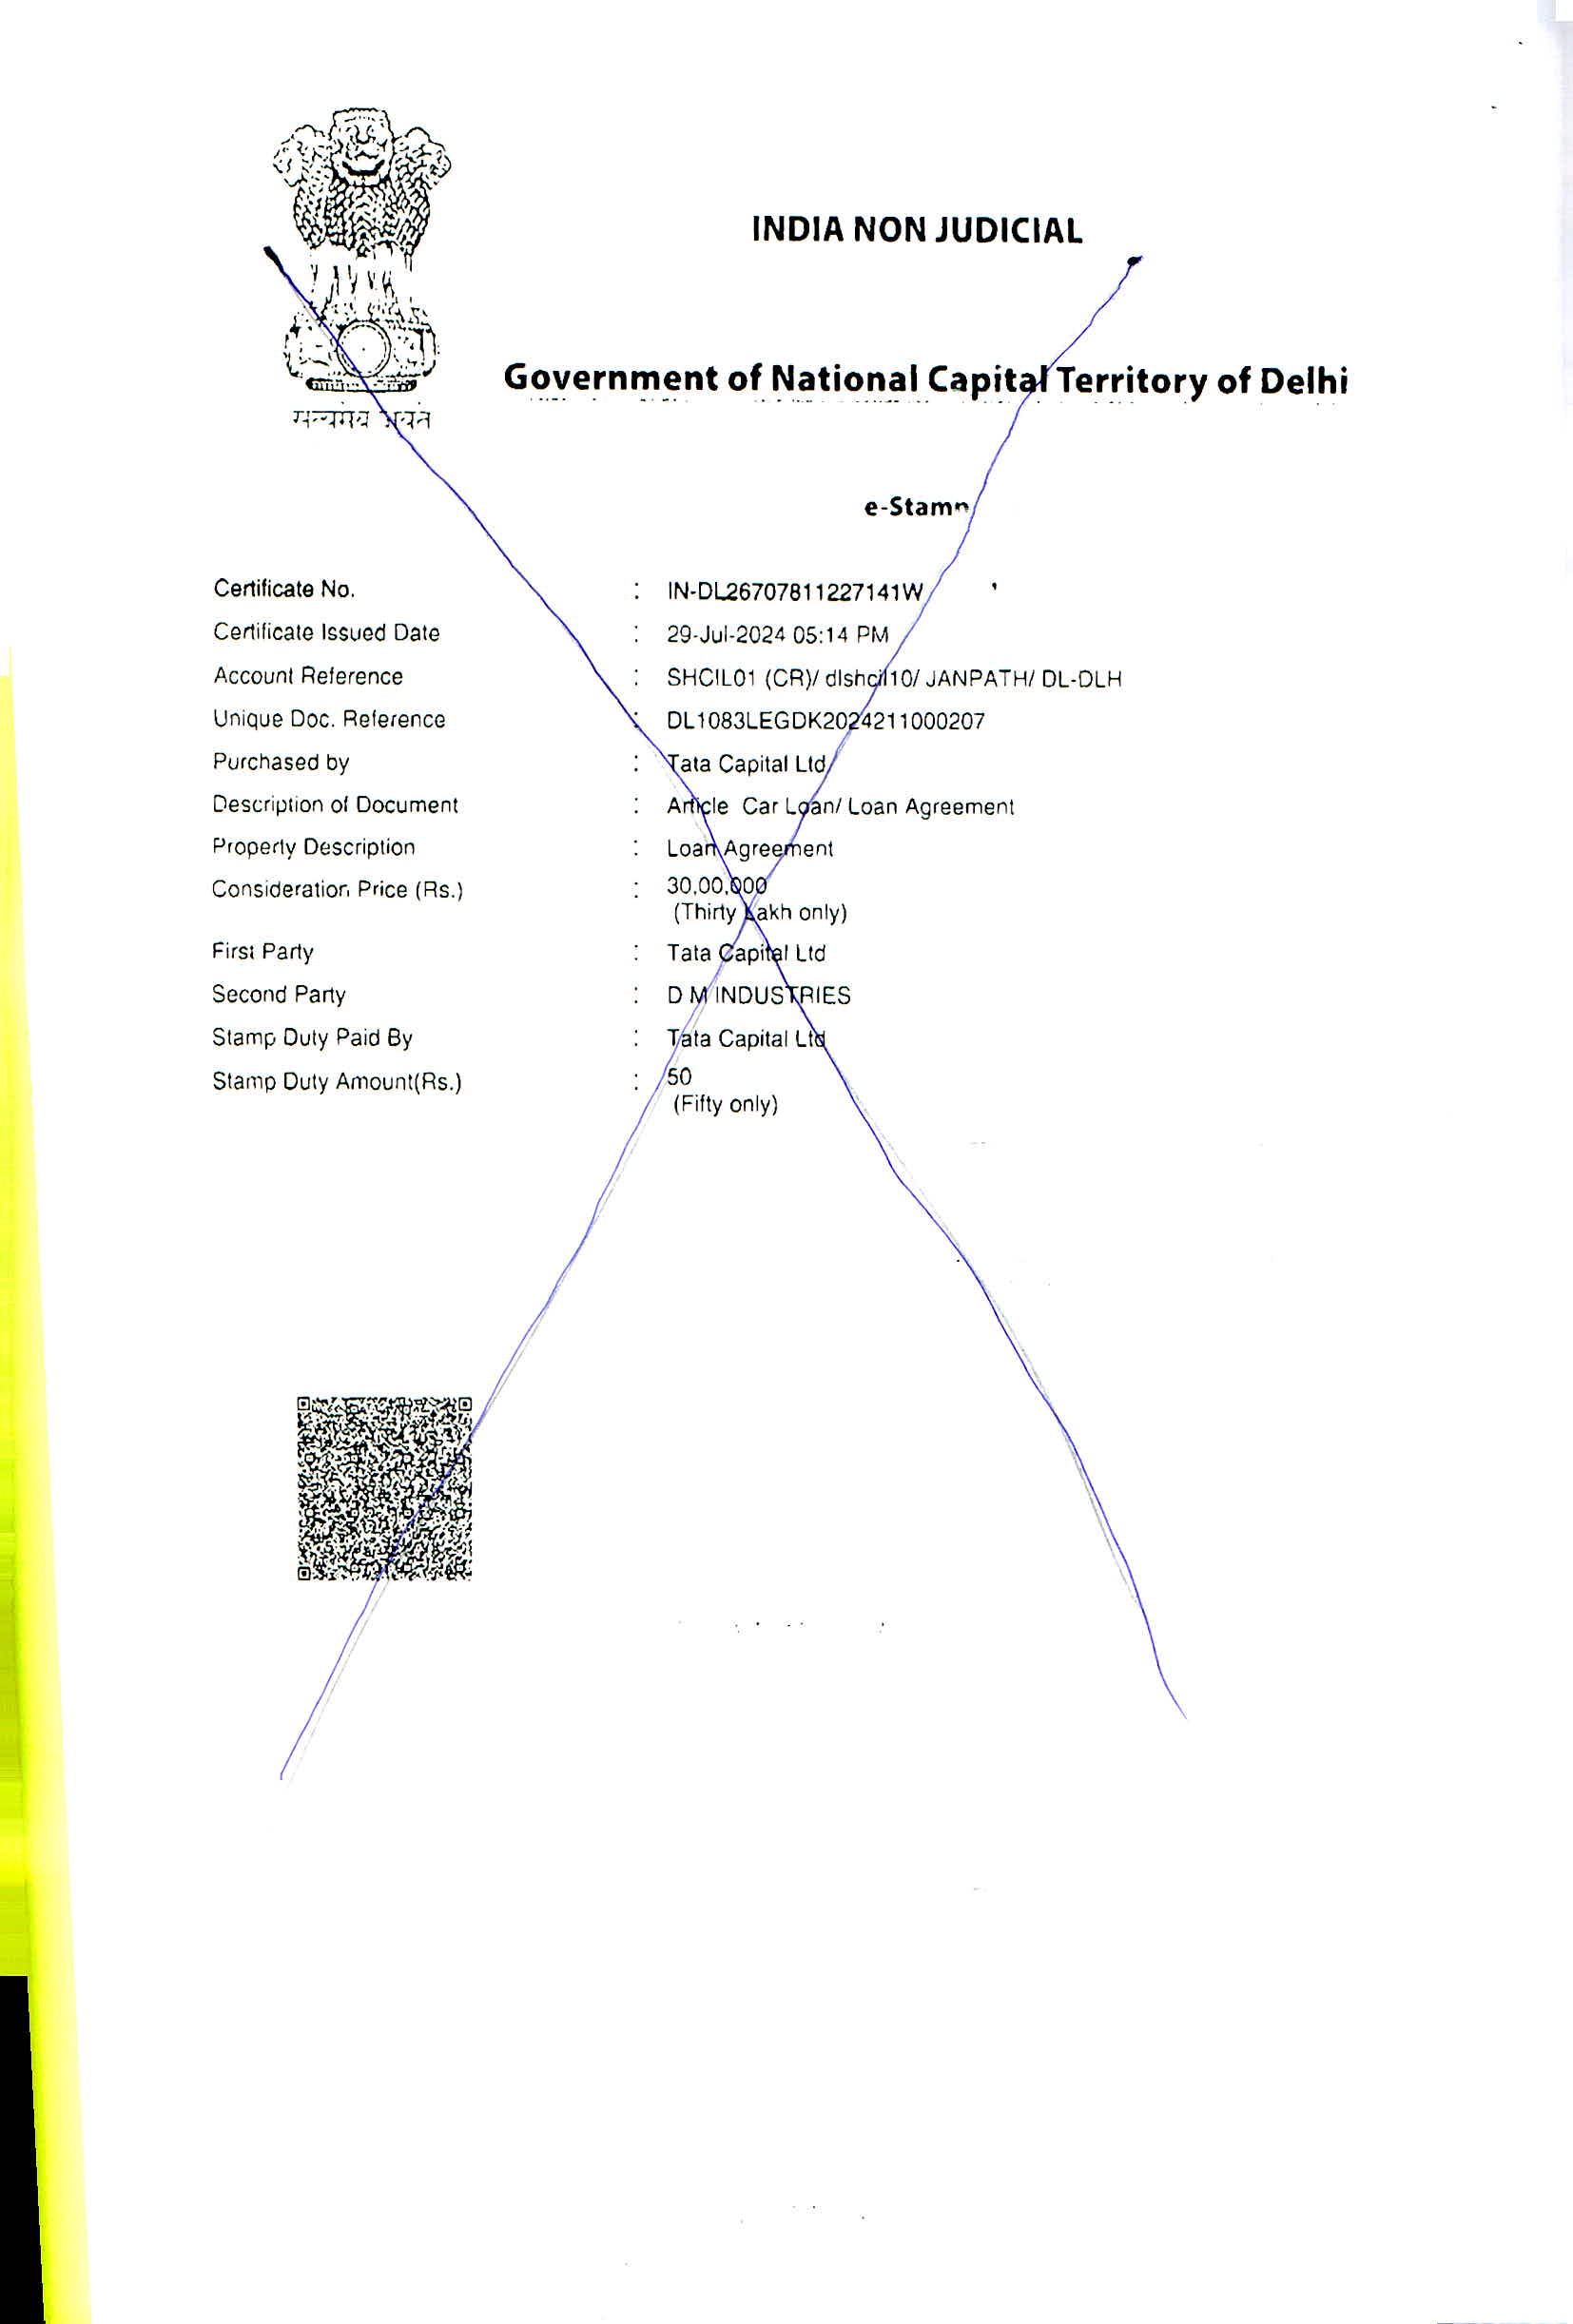 INDIA NON JUDICIAL
Government of National Capital Territory of Delhi
e-Stamp
Certificate No. : IN-DL26707811227141W
Certificate Issued Date : 29-Jul-2024 05:14 PM
Account Reference : SHCIL01 (CR)/ dlshcil10/ JANPATH/ DL-DLH
Unique Doc. Reference : DL1083LEGDK2024211000207
Purchased by : Tata Capital Ltd
Description of Document : Article Car Loan/ Loan Agreement
Property Description : Loan Agreement
Consideration Price (Rs.) : 30,00,000
(Thirty Lakh only)
First Party : Tata Capital Ltd
Second Party : D M INDUSTRIES
Stamp Duty Paid By : Tata Capital Ltd
Stamp Duty Amount(Rs.) : 50
(Fifty only)